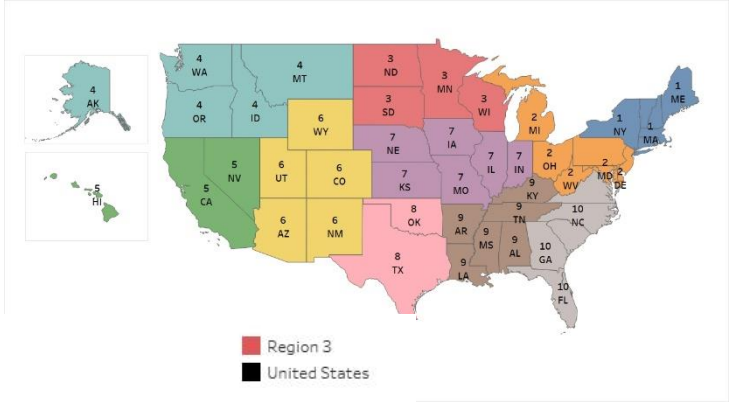 4
WA
4
MT
3
ND
3
MN
4
OR
4
ID
3
SD
3
WI
1
ME
1
NY
1
MA
4
AK
6
WY
2
MI
7
NE
7
IA
5
NV
6
UT
6
CO
7
KS
7
MO
7
IL
7
IN
2
OH
2
WV
2
MD
2
DE
5
CA
5
HI
9
KY
9
TN
10
NC
6
AZ
6
NM
8
OK
9
AR
9
MS
9
AL
10
GA
8
TX
9
LA
10
FL
Region 3
United States